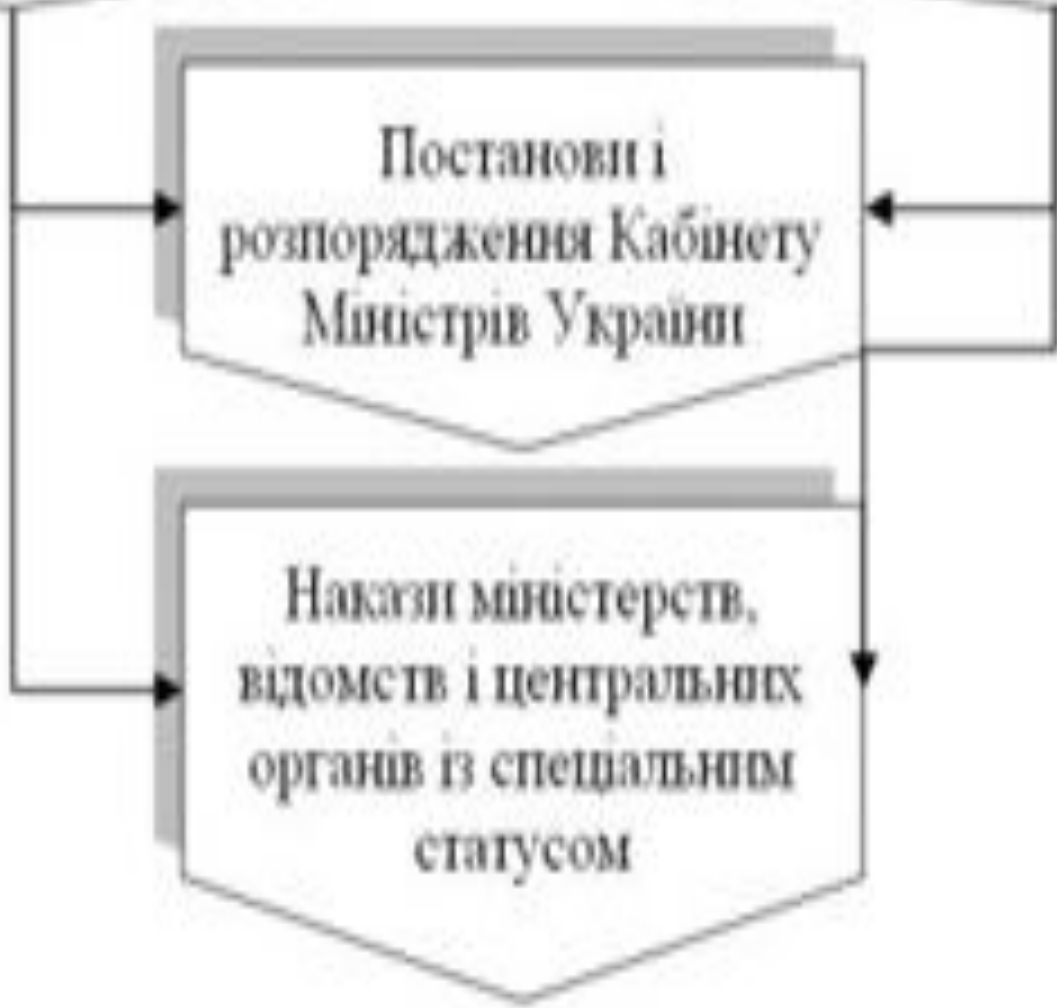 Постанови і
розпорядження Кабінету
Міністрів України
Накази міністерств,
відомств і центральних
органів із спеціальним
статусом